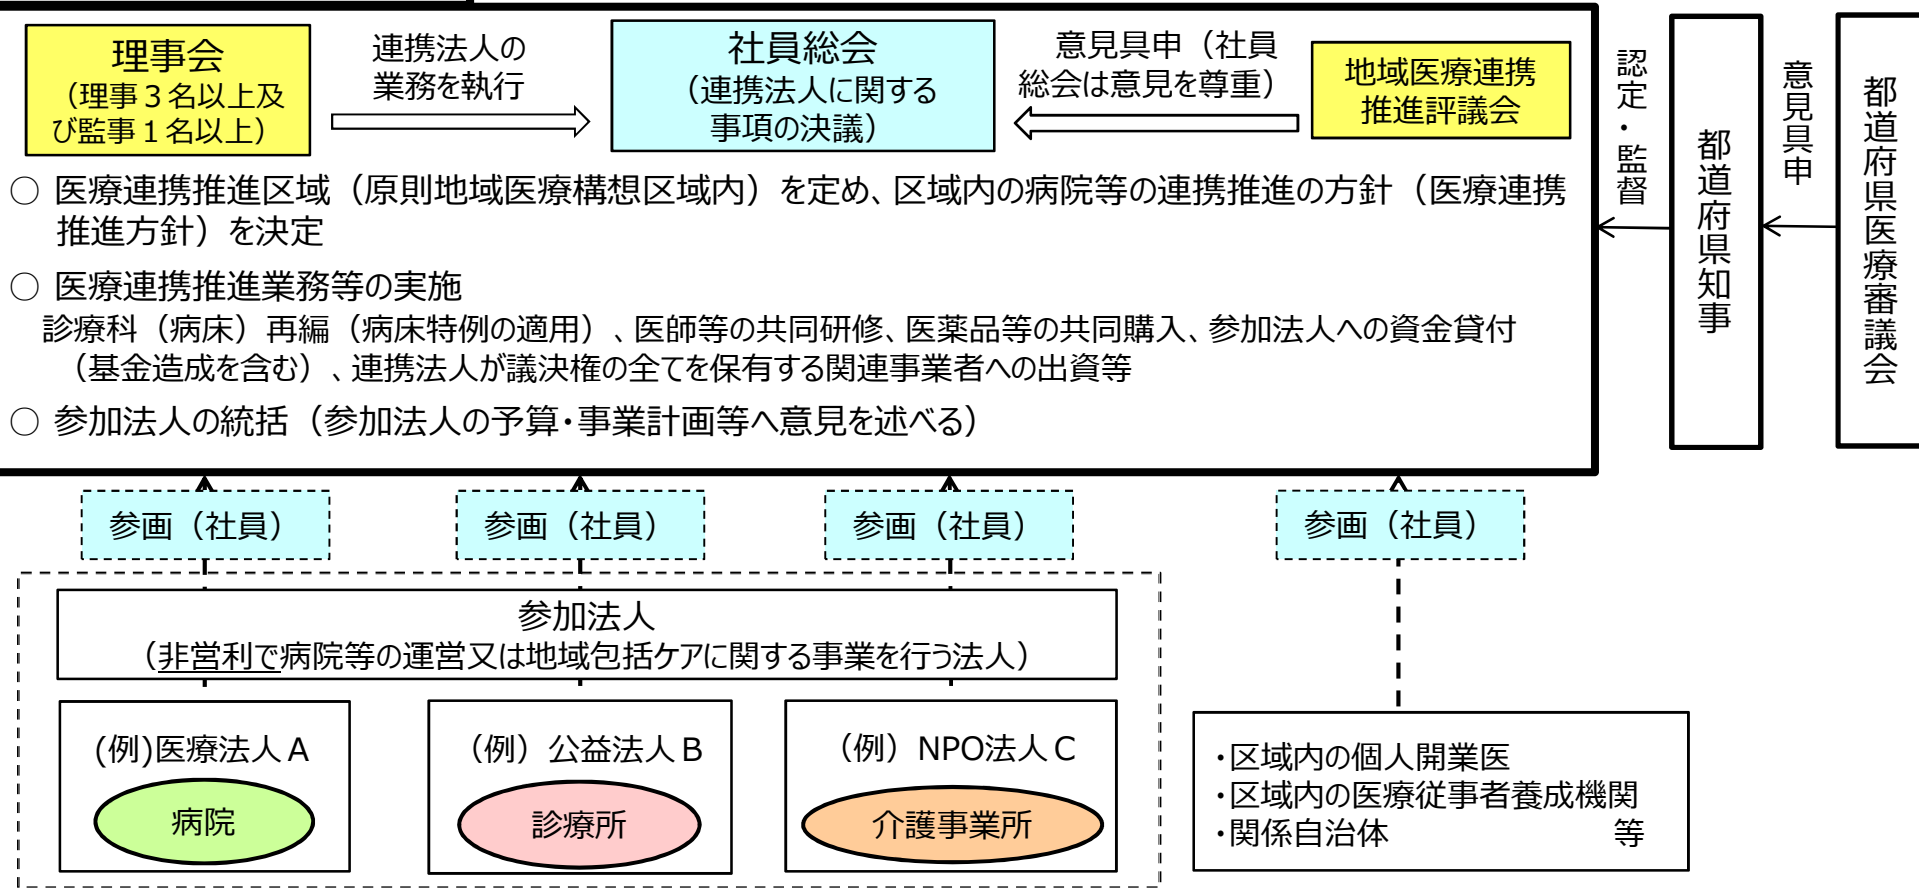 理事会
（理事３名以上及
び監事１名以上）
連携法人の
業務を執行
社員総会
（連携法人に関する
事項の決議）
意見具申（社員
総会は意見を尊重）
地域医療連携
推進評議会
認定・監督
都道府県知事
意見具申
都道府県医療審議会
○ 医療連携推進区域（原則地域医療構想区域内）を定め、区域内の病院等の連携推進の方針（医療連携
推進方針）を決定
○ 医療連携推進業務等の実施
診療科（病床）再編（病床特例の適用）、医師等の共同研修、医薬品等の共同購入、参加法人への資金貸付
（基金造成を含む）、連携法人が議決権の全てを保有する関連事業者への出資等
○ 参加法人の統括（参加法人の予算・事業計画等へ意見を述べる）
参画（社員）
参画（社員）
参画（社員）
参画（社員）
参加法人
（非営利で病院等の運営又は地域包括ケアに関する事業を行う法人）
(例)医療法人Ａ
病院
（例）公益法人Ｂ
診療所
（例）NPO法人Ｃ
介護事業所
・区域内の個人開業医
・区域内の医療従事者養成機関
・関係自治体　　　　　　　等